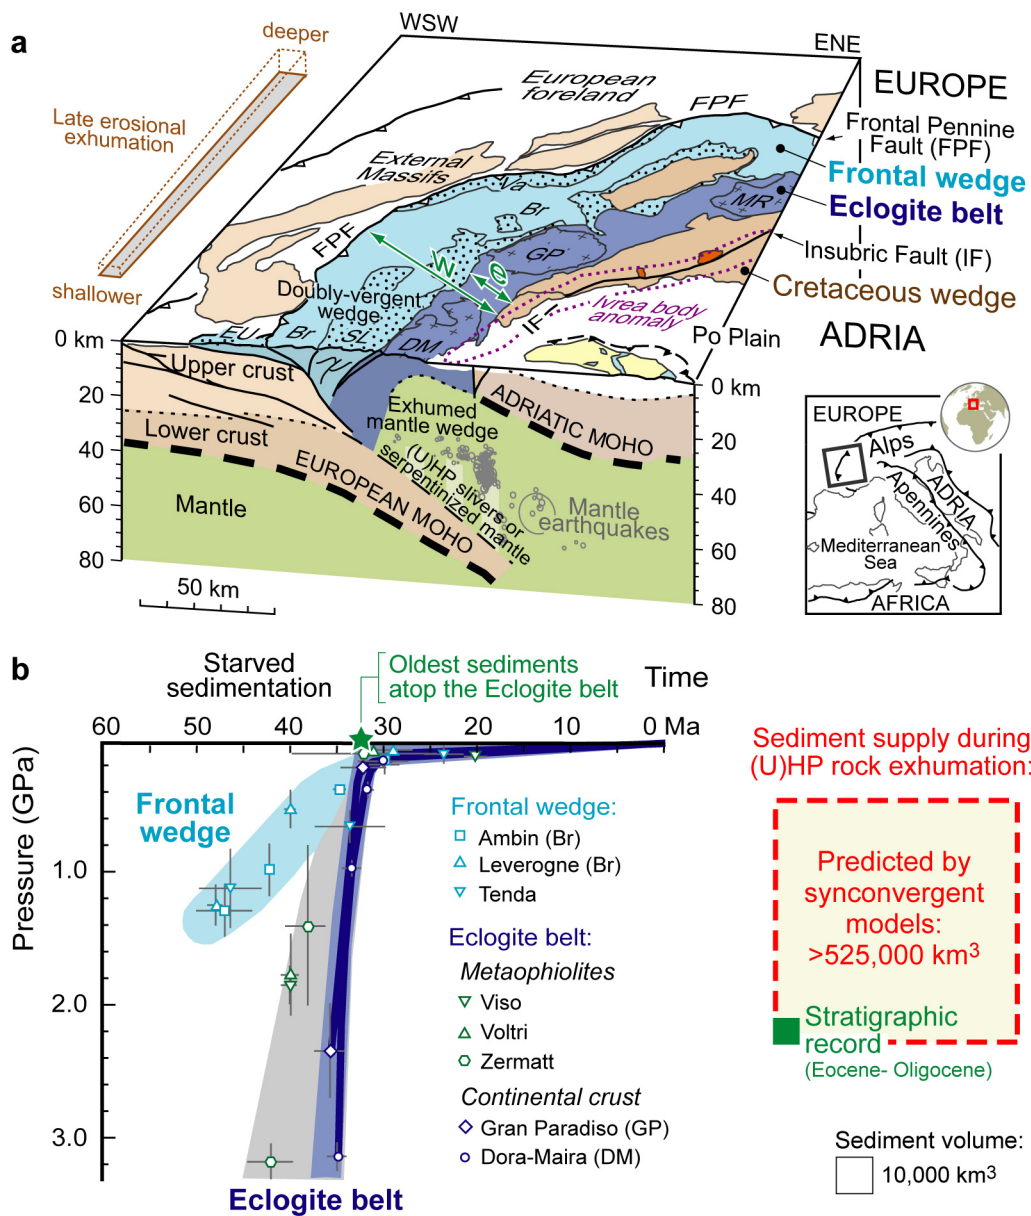 a
WSW
ENE
deeper
Late erosional
exhumation
shallower
European
foreland
FPF
EUROPE
Frontal Pennine
Fault (FPF)
External
Massifs
Va
Frontal wedge
Br
MR
Eclogite belt
FPF
GP
W
e
Insubric Fault (IF)
Doubly-vergent
wedge
Cretaceous wedge
Ivrea body
anomaly
IF
EU
Br
SL
DM
Po Plain
ADRIA
0 km
Upper crust
0 km
20
Exhumed
mantle wedge
ADRIATIC MOHO
20
Lower crust
40
(U)HP slivers or
serpentinized mantle
EUROPEAN MOHO
40
60
Mantle
Mantle
earthquakes
60
80
80
50 km
EUROPE
Alps
ADRIA
Apennines
Mediterranean
Sea
AFRICA
b
Starved
sedimentation
Oldest sediments
atop the Eclogite belt
Time
60
50
40
30
20
10
0 Ma
Pressure (GPa)
1.0
2.0
3.0
Frontal
wedge
Frontal wedge:
Ambin (Br)
Leverogne (Br)
Tenda
Eclogite belt:
Metaophiolites
Viso
Voltri
Zermatt
Continental crust
Gran Paradiso (GP)
Dora-Maira (DM)
Eclogite belt
Sediment supply during
(U)HP rock exhumation:
Predicted by
synconvergent
models:
>525,000 km³
Stratigraphic
record
(Eocene- Oligocene)
Sediment volume:
10,000 km³